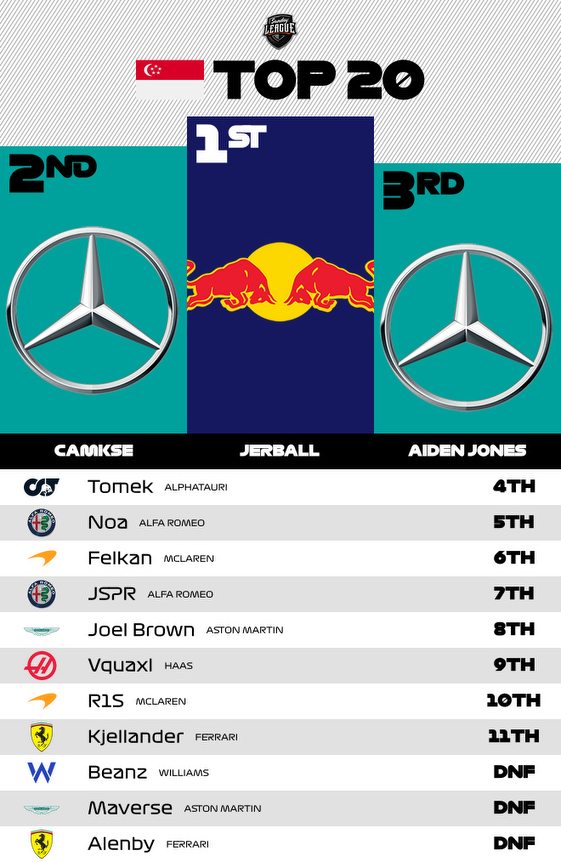 Sunday
LEAGUE
TOP 20
1ST
2ND
3RD
CAMKSE JERBALL AIDEN JONES
Tomek ALPHATAURI 4TH
Noa ALFA ROMEO 5TH
Felkan MCLAREN 6TH
JSPR ALFA ROMEO 7TH
Joel Brown ASTON MARTIN 8TH
Vquaxl HAAS 9TH
R1S MCLAREN 10TH
Kjellander FERRARI 11TH
Beanz WILLIAMS DNF
Maverse ASTON MARTIN DNF
Alenby FERRARI DNF